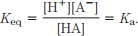 K_eq = [H⁺][A⁻] / [HA] = K_a.